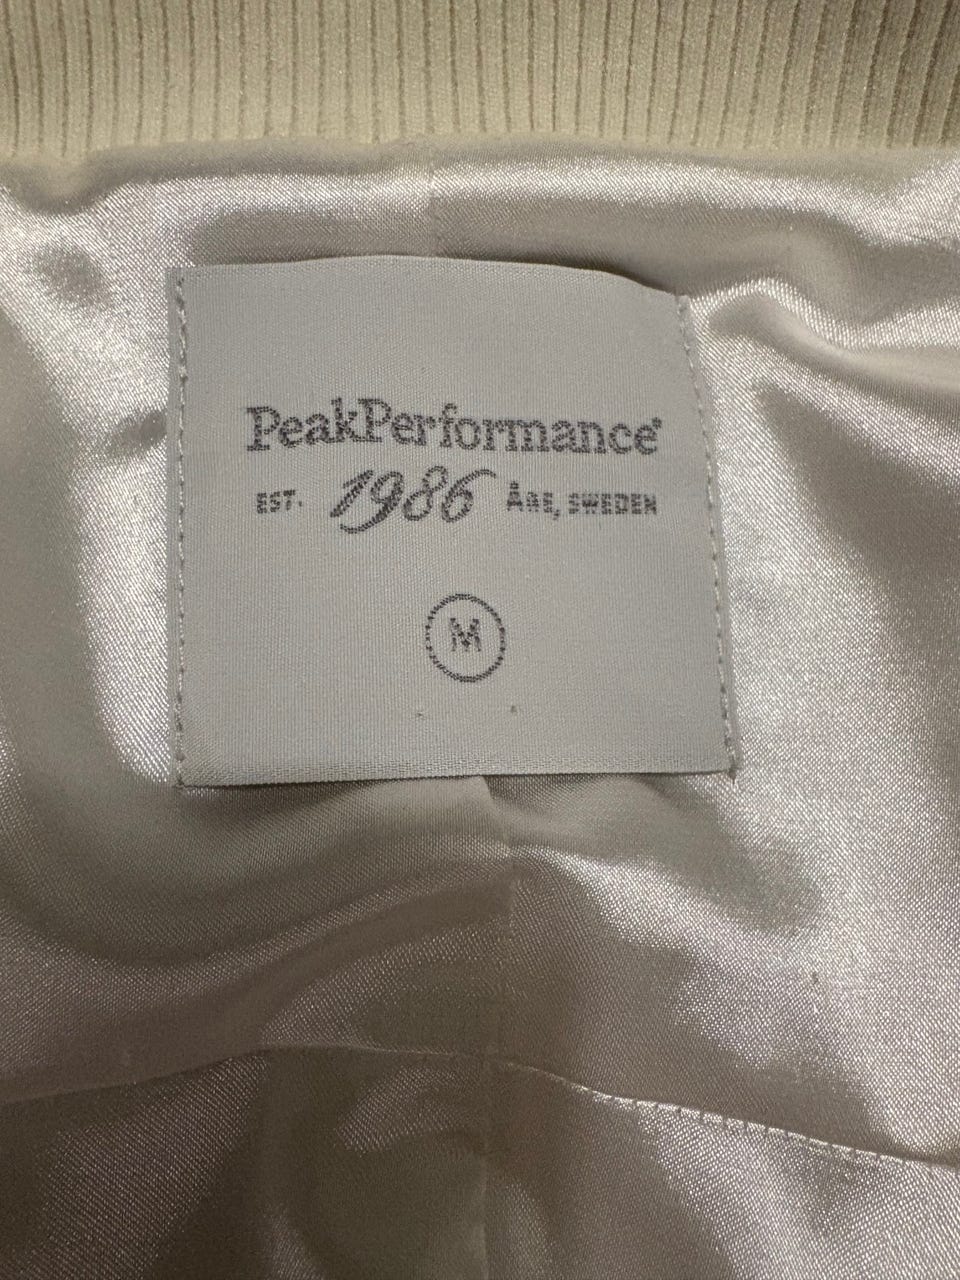 PeakPerformance®
EST. 1986 ÅRE, SWEDEN
M